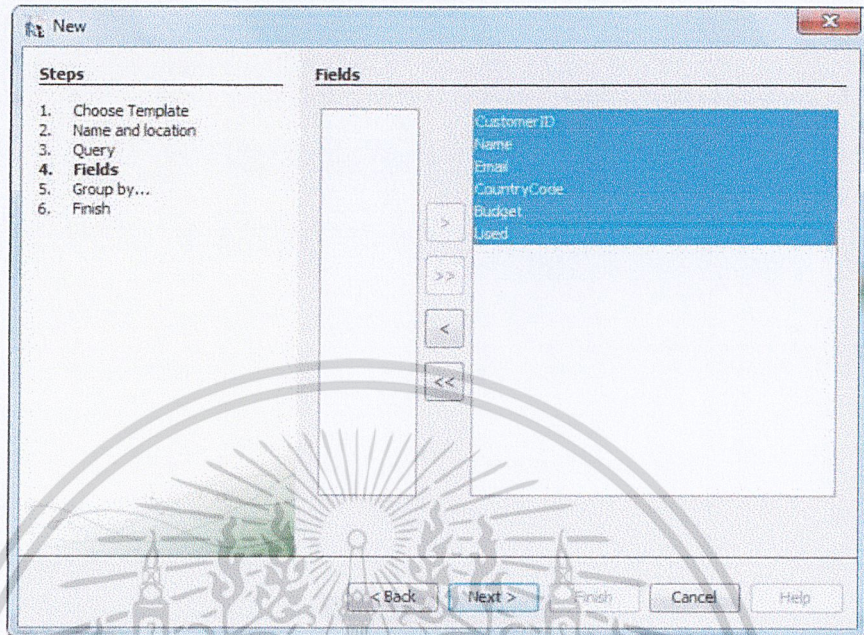 New
Steps
1. Choose Template
2. Name and location
3. Query
4. Fields
5. Group by...
6. Finish
Fields
CustomerID
Name
Email
CountryCode
Budget
Used
>
>>
<
<<
< Back
Next >
Finish
Cancel
Help